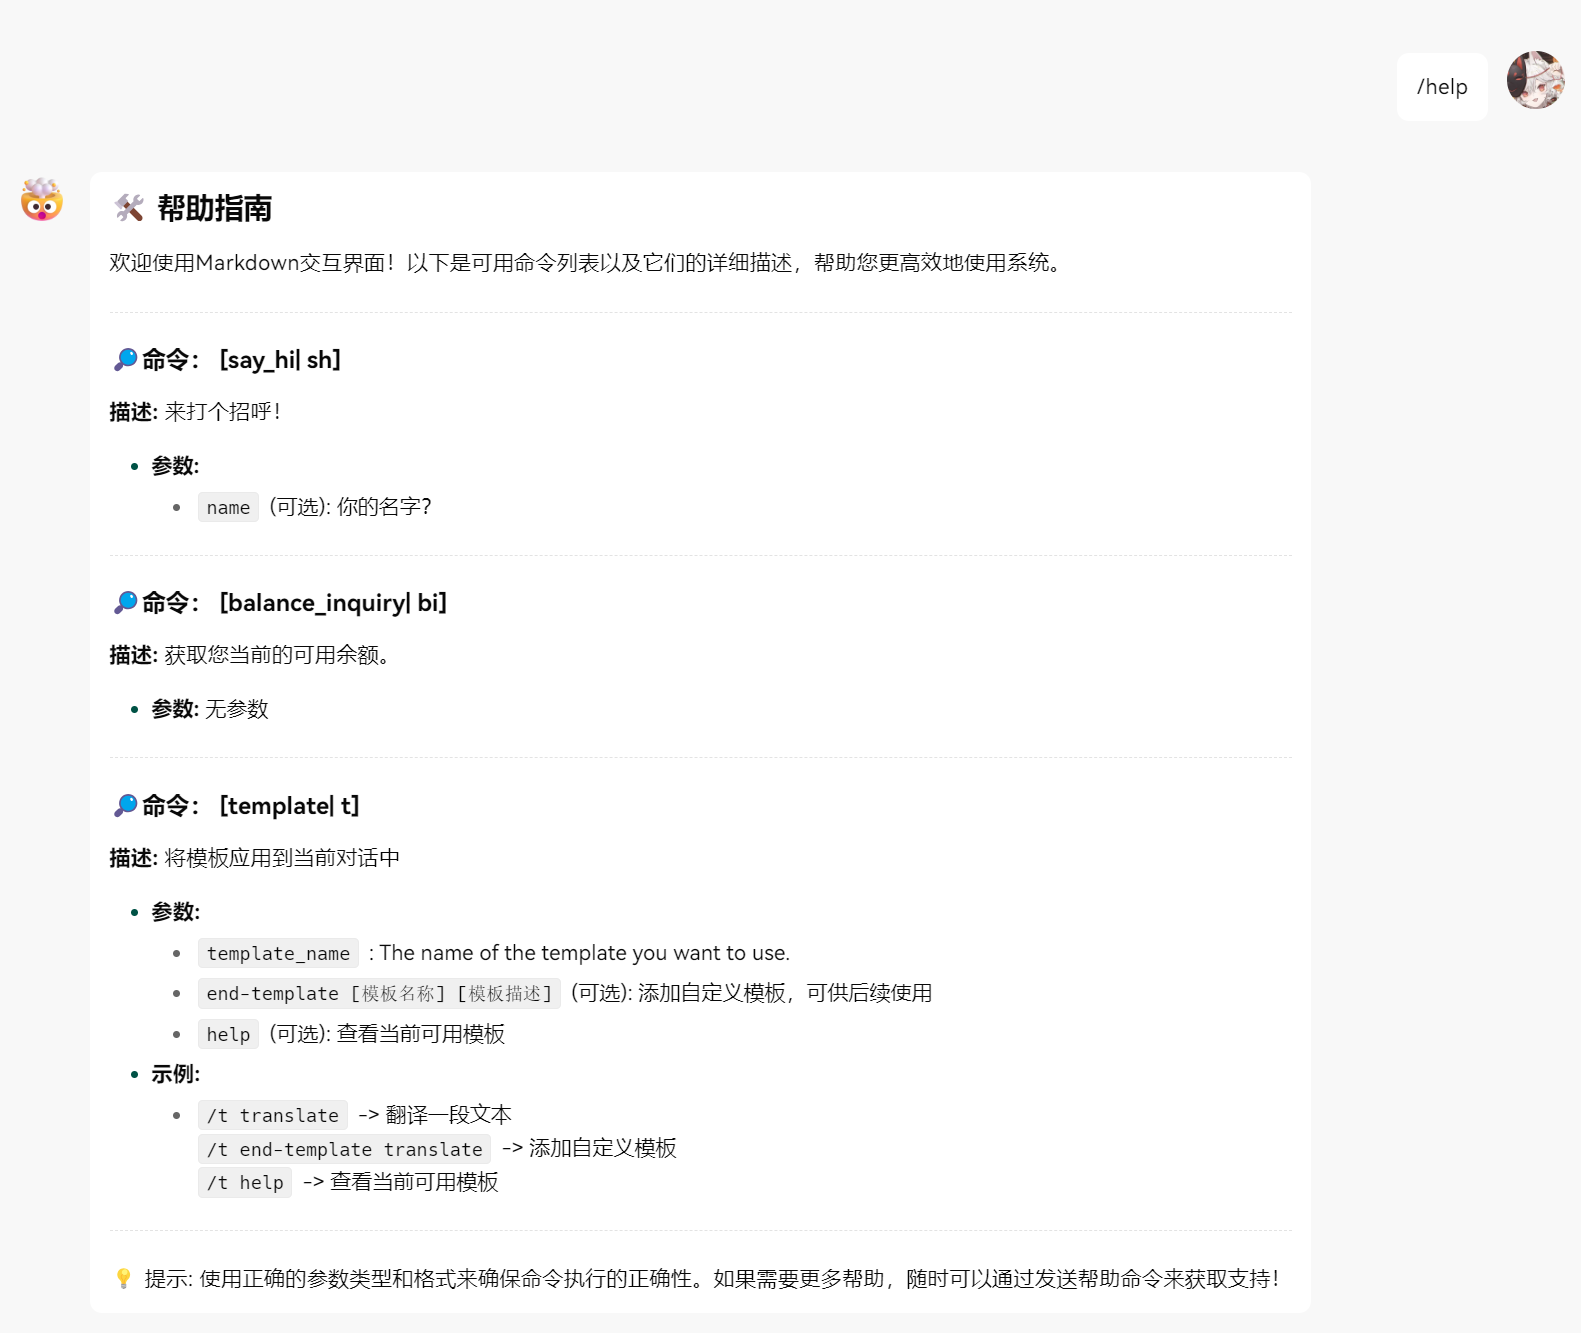 /help
帮助指南
欢迎使用Markdown交互界面！以下是可用命令列表以及它们的详细描述，帮助您更高效地使用系统。
命令： [say_hi| sh]
描述: 来打个招呼！
参数:
name (可选): 你的名字?
命令： [balance_inquiry| bi]
描述: 获取您当前的可用余额。
参数: 无参数
命令： [template| t]
描述: 将模板应用到当前对话中
参数:
template_name : The name of the template you want to use.
end-template [模板名称] [模板描述] (可选): 添加自定义模板，可供后续使用
help (可选): 查看当前可用模板
示例:
/t translate -> 翻译一段文本
/t end-template translate -> 添加自定义模板
/t help -> 查看当前可用模板
提示: 使用正确的参数类型和格式来确保命令执行的正确性。如果需要更多帮助，随时可以通过发送帮助命令来获取支持！